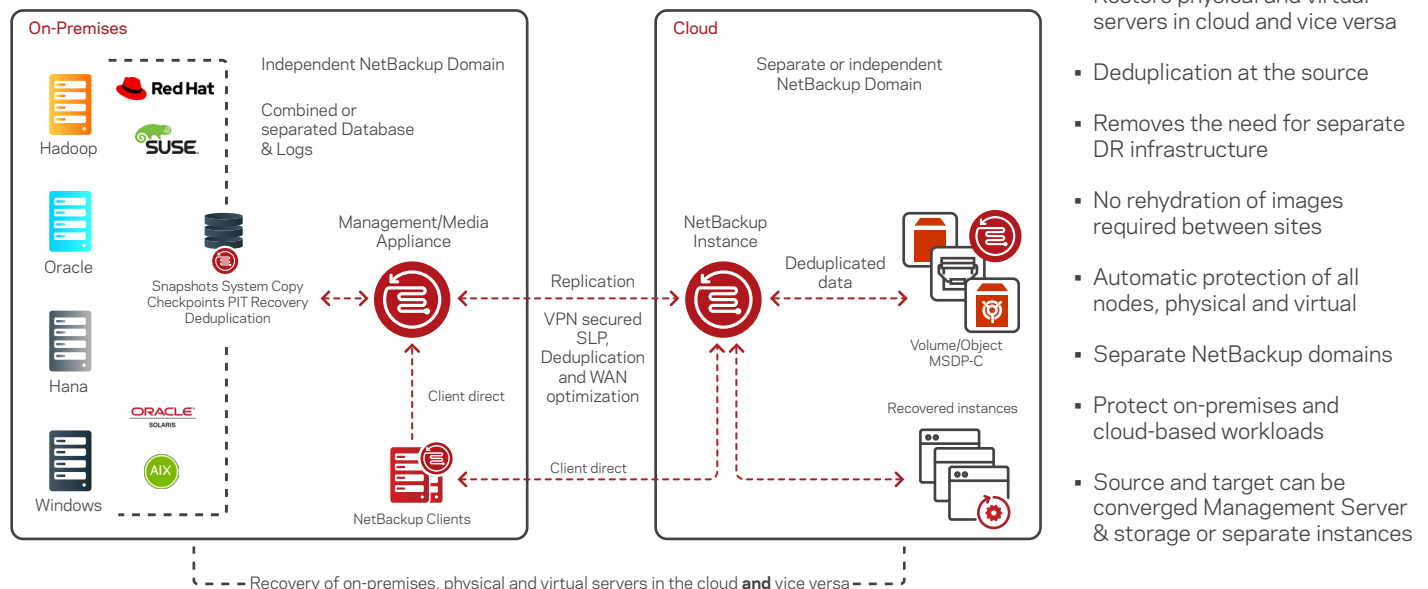 On-Premises
Hadoop
Oracle
Hana
Windows
Red Hat
SUSE.
ORACLE
SOLARIS
AIX
Independent NetBackup Domain
Combined or
separated Database
& Logs
Snapshots System Copy
Checkpoints PIT Recovery
Deduplication
Management/Media
Appliance
Client direct
NetBackup Clients
Replication
VPN secured
SLP,
Deduplication
and WAN
optimization
Client direct
Cloud
Separate or independent
NetBackup Domain
NetBackup
Instance
Deduplicated
data
Volume/Object
MSDP-C
Recovered instances
Recovery of on-premises, physical and virtual servers in the cloud and vice versa
Restore physical and virtual
servers in cloud and vice versa
▪ Deduplication at the source
▪ Removes the need for separate
DR infrastructure
▪ No rehydration of images
required between sites
▪ Automatic protection of all
nodes, physical and virtual
▪ Separate NetBackup domains
▪ Protect on-premises and
cloud-based workloads
▪ Source and target can be
converged Management Server
& storage or separate instances